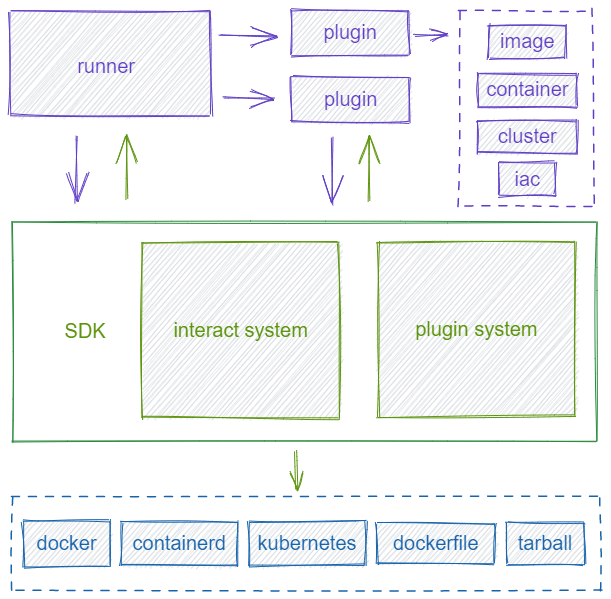 runner
plugin
plugin
image
container
cluster
iac
SDK
interact system
plugin system
docker
containerd
kubernetes
dockerfile
tarball